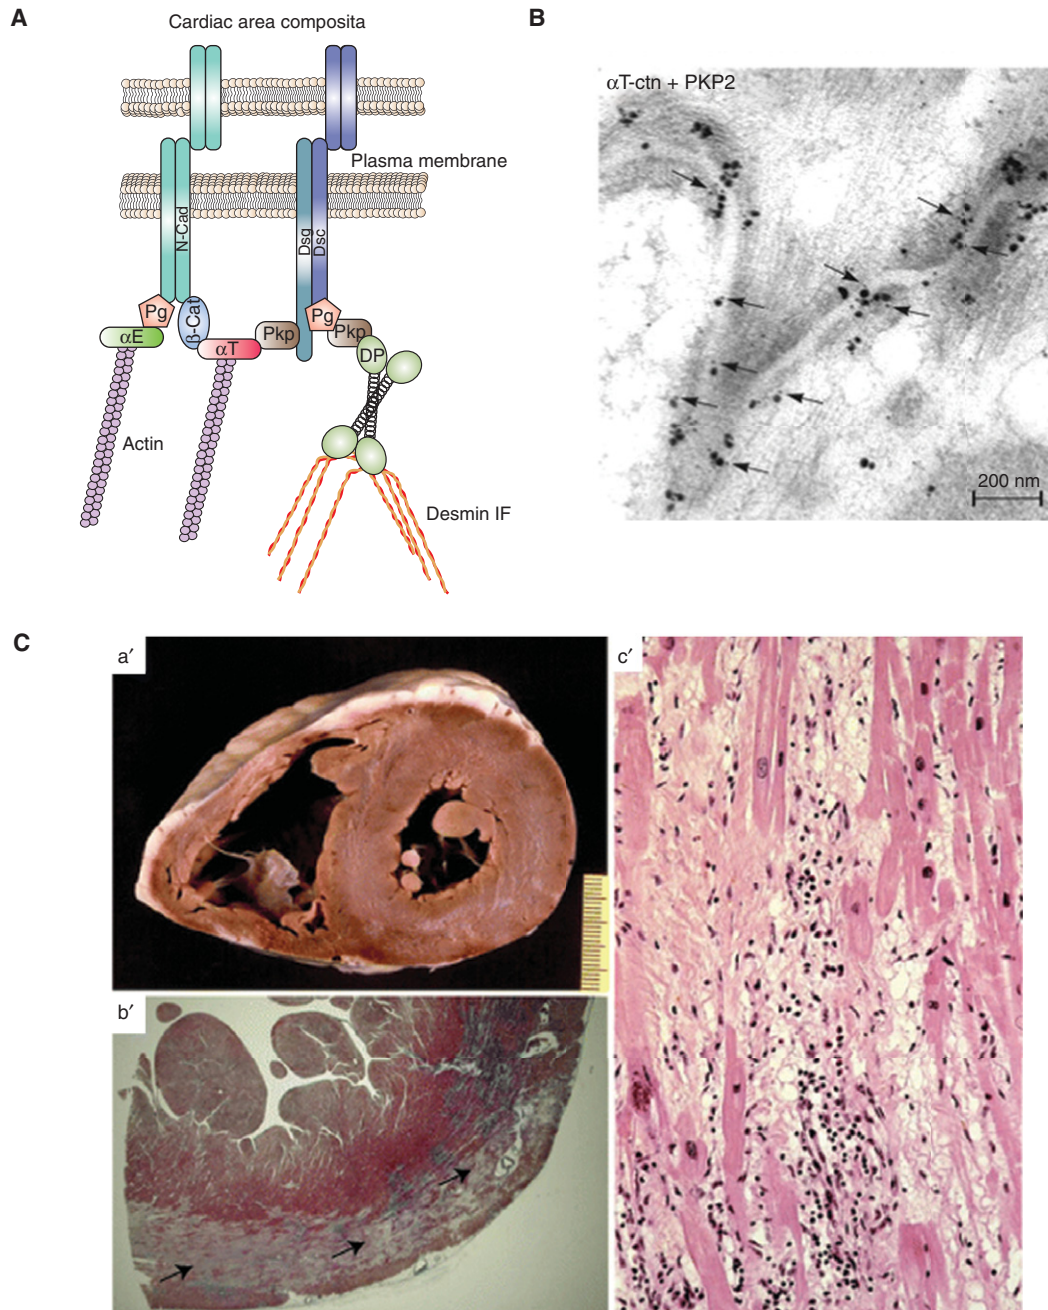 A
Cardiac area composita
Plasma membrane
N-Cad
Dsg
Dsc
Pg
β-Cat
Pg
Pkp
αE
αT
Pkp
DP
Actin
Desmin IF
B
αT-ctn + PKP2
200 nm
C
a′
b′
c′